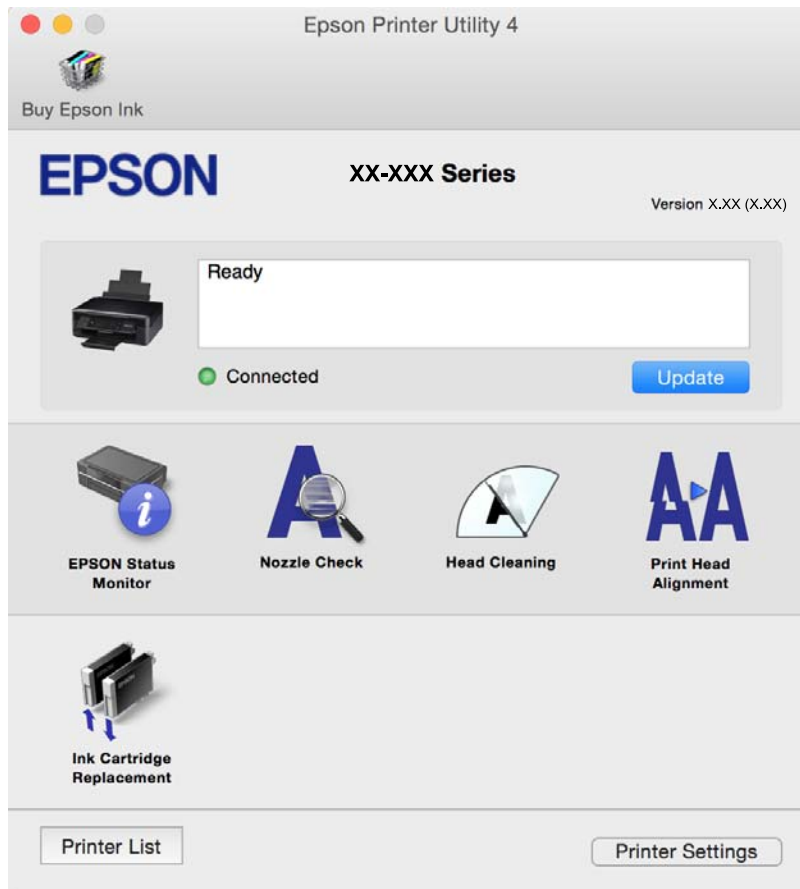 Epson Printer Utility 4
Buy Epson Ink
EPSON
XX-XXX Series
Version X.XX (X.XX)
Ready
Connected
Update
EPSON Status
Monitor
Nozzle Check
Head Cleaning
Print Head
Alignment
Ink Cartridge
Replacement
Printer List
Printer Settings